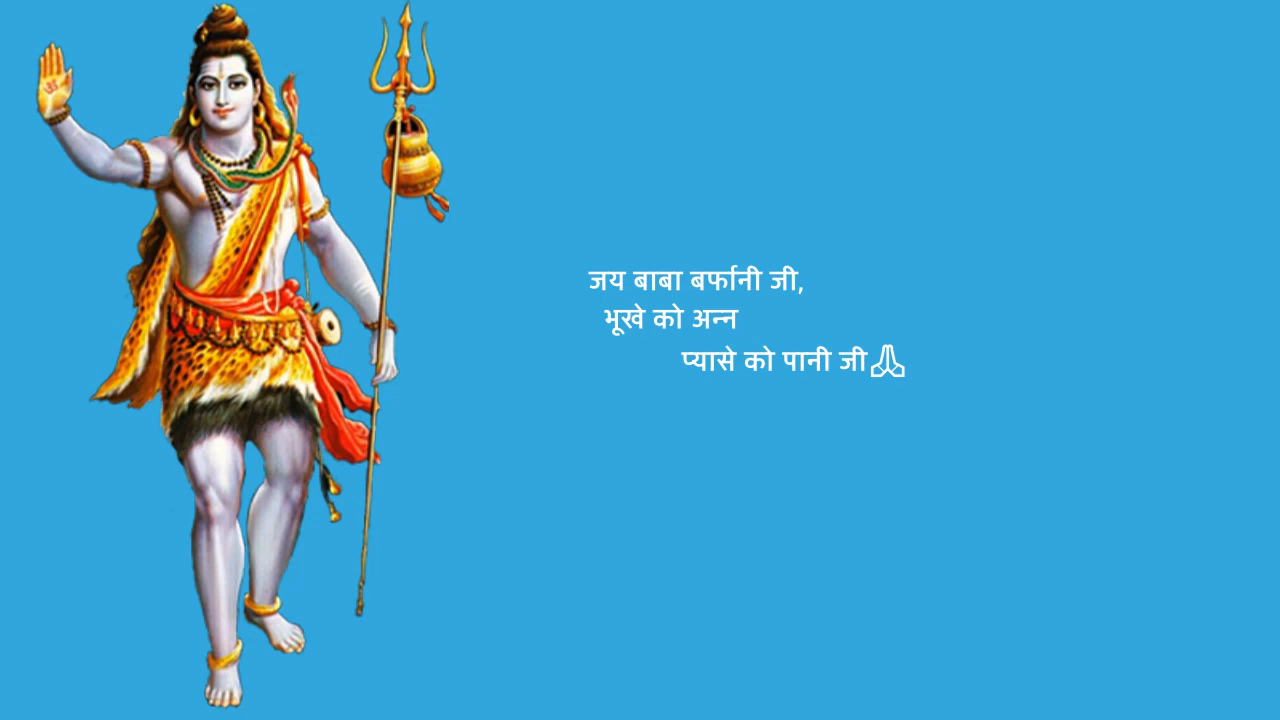 ॐ
जय बाबा बर्फानी जी,
भूखे को अन्न
प्यासे को पानी जी🙏